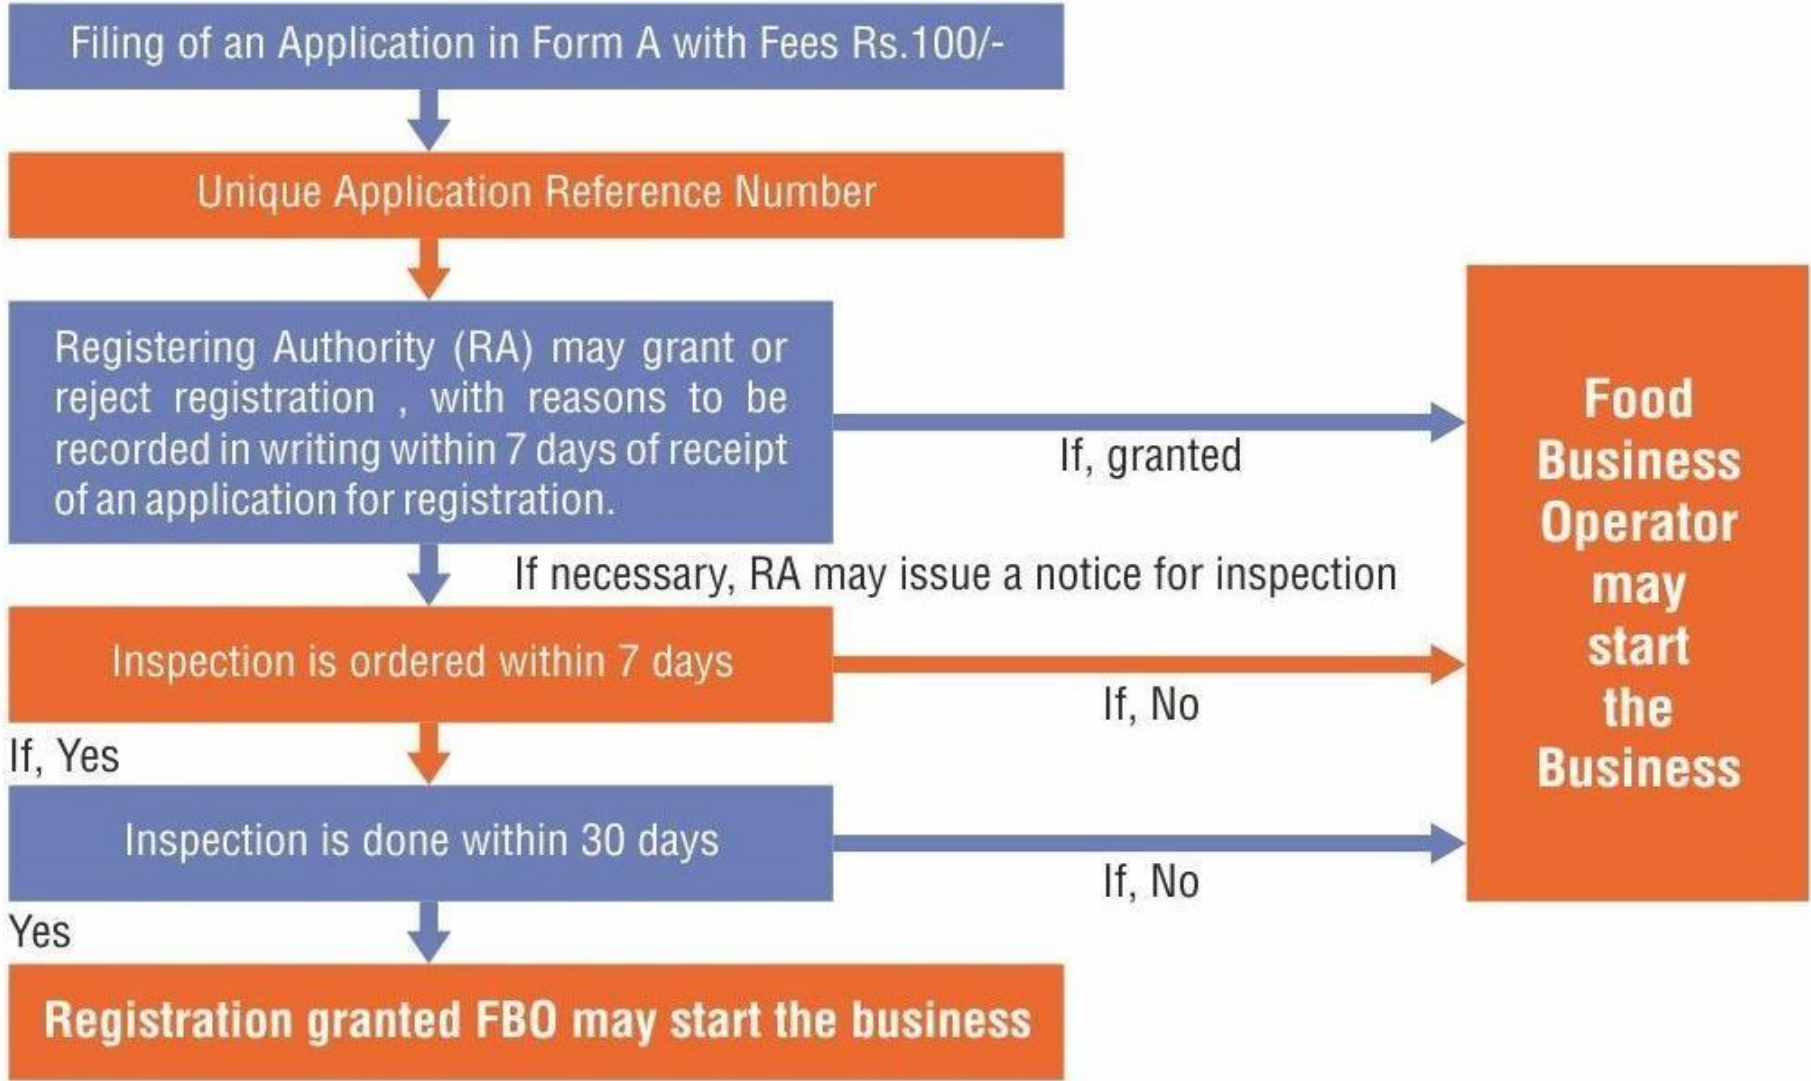 Filing of an Application in Form A with Fees Rs.100/-
Unique Application Reference Number
Registering Authority (RA) may grant or
reject registration , with reasons to be
recorded in writing within 7 days of receipt
of an application for registration.
If, granted
If necessary, RA may issue a notice for inspection
Inspection is ordered within 7 days
If, No
If, Yes
Inspection is done within 30 days
If, No
Yes
Registration granted FBO may start the business
Food
Business
Operator
may
start
the
Business